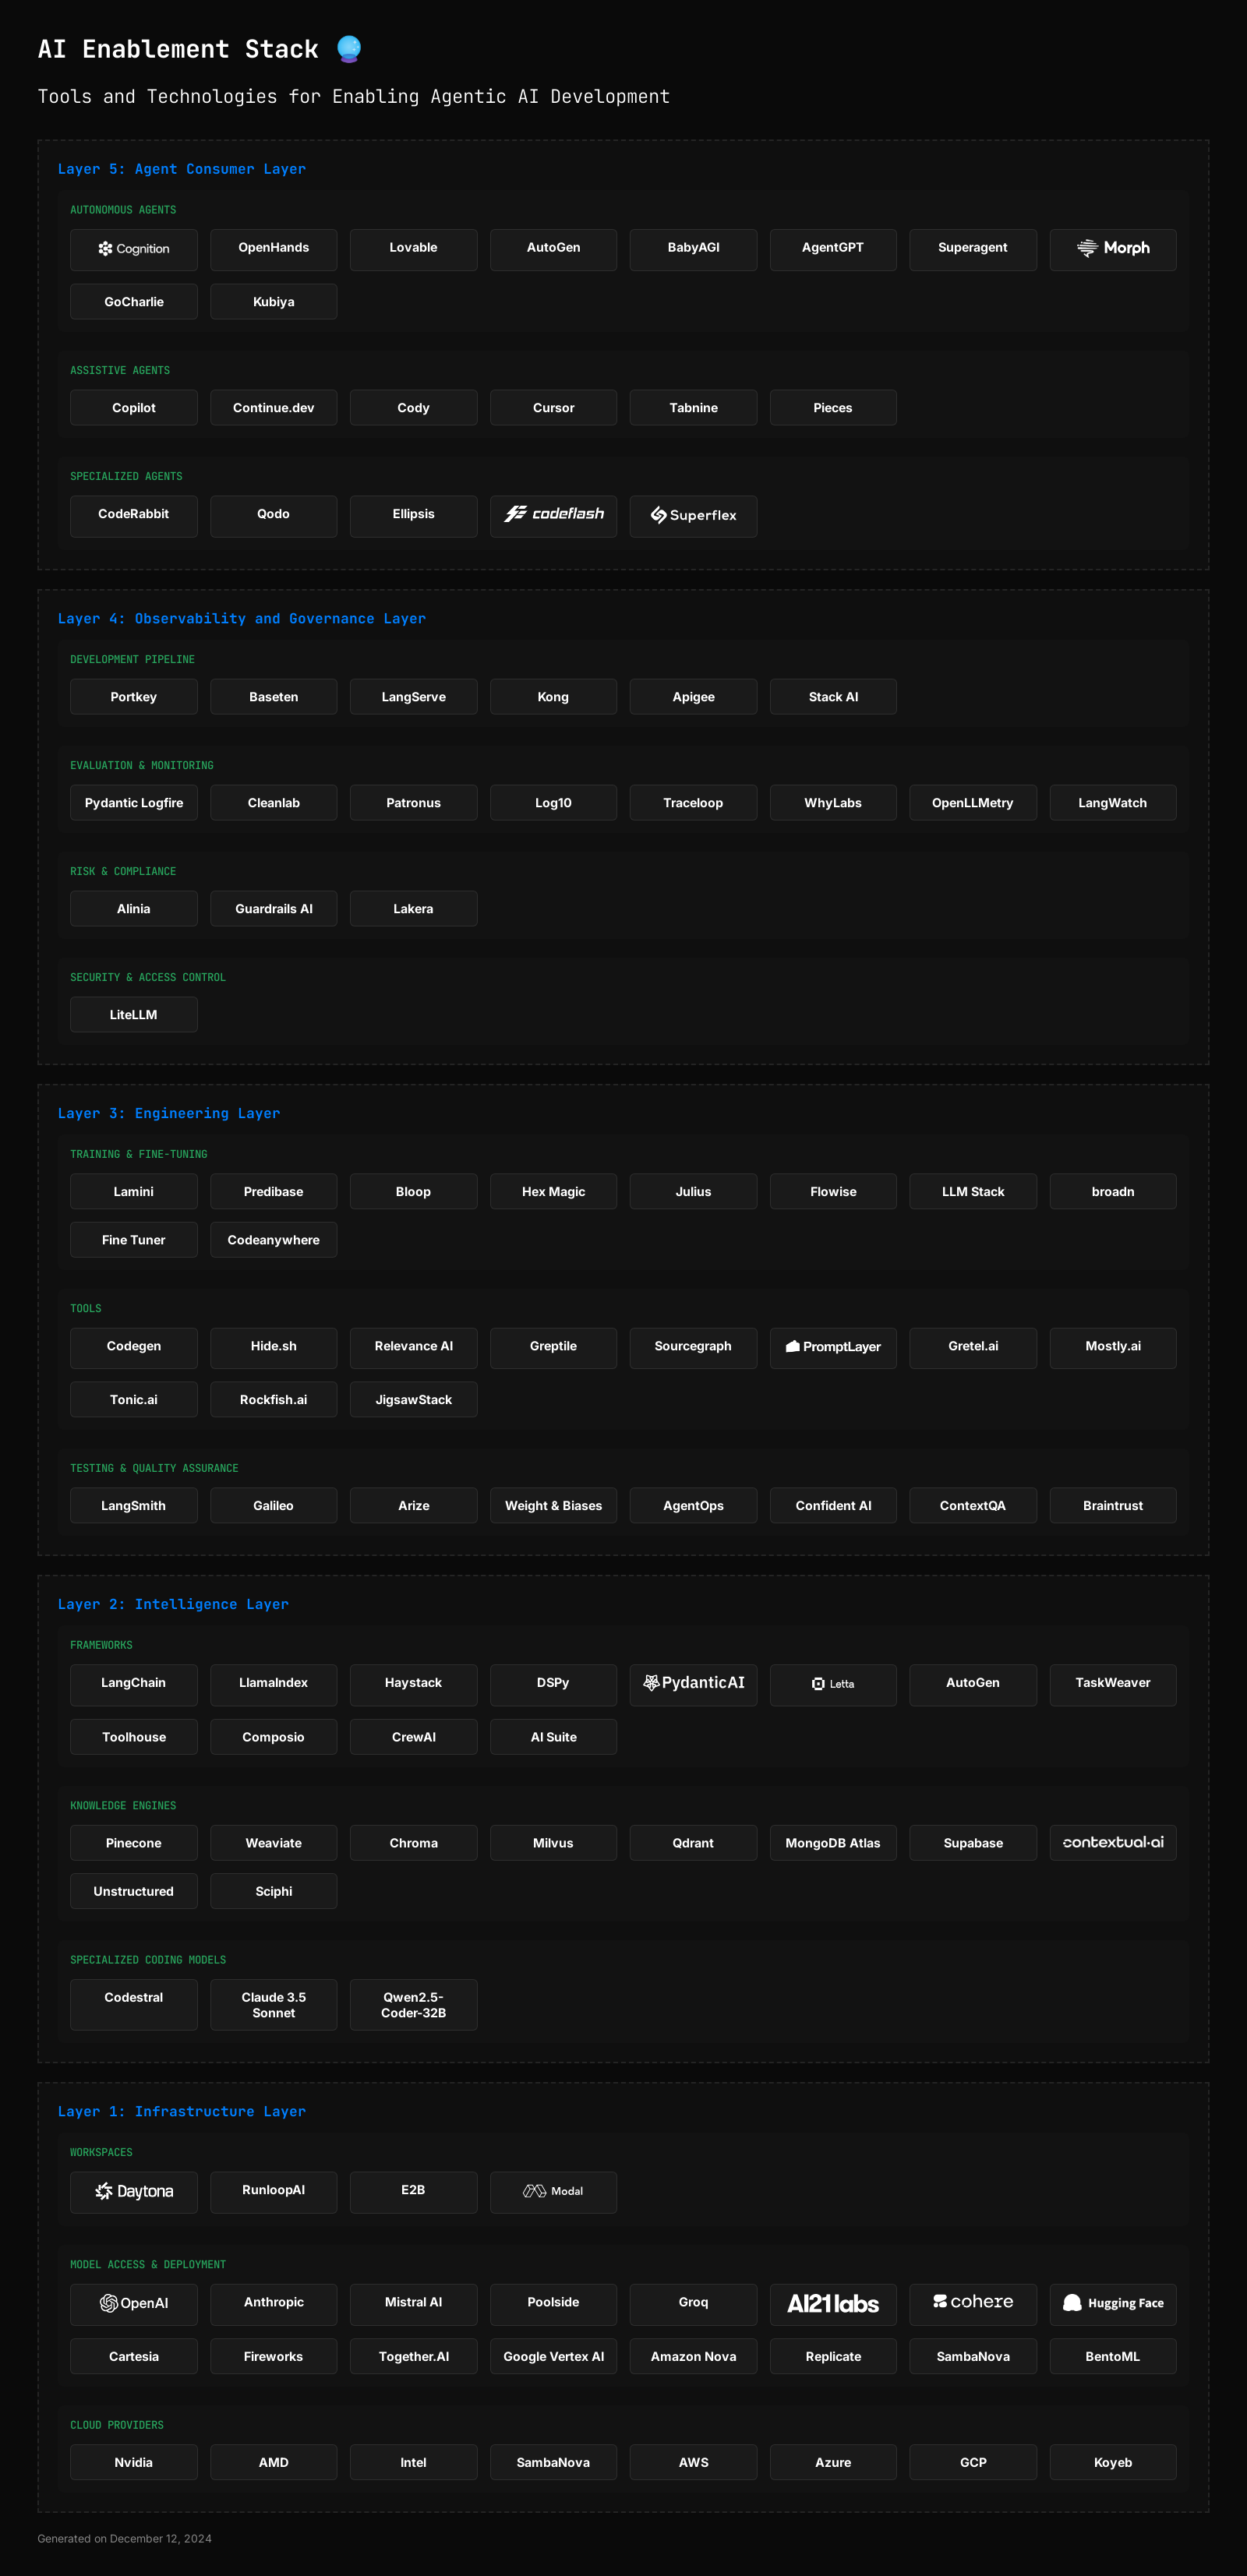 AI Enablement Stack
Tools and Technologies for Enabling Agentic AI Development
Layer 5: Agent Consumer Layer
AUTONOMOUS AGENTS
Cognition OpenHands Lovable AutoGen BabyAGI AgentGPT Superagent Morph
GoCharlie Kubiya
ASSISTIVE AGENTS
Copilot Continue.dev Cody Cursor Tabnine Pieces
SPECIALIZED AGENTS
CodeRabbit Qodo Ellipsis codeflash Superflex
Layer 4: Observability and Governance Layer
DEVELOPMENT PIPELINE
Portkey Baseten LangServe Kong Apigee Stack AI
EVALUATION & MONITORING
Pydantic Logfire Cleanlab Patronus Log10 Traceloop WhyLabs OpenLLMetry LangWatch
RISK & COMPLIANCE
Alinia Guardrails AI Lakera
SECURITY & ACCESS CONTROL
LiteLLM
Layer 3: Engineering Layer
TRAINING & FINE-TUNING
Lamini Predibase Bloop Hex Magic Julius Flowise LLM Stack broadn
Fine Tuner Codeanywhere
TOOLS
Codegen Hide.sh Relevance AI Greptile Sourcegraph PromptLayer Gretel.ai Mostly.ai
Tonic.ai Rockfish.ai JigsawStack
TESTING & QUALITY ASSURANCE
LangSmith Galileo Arize Weight & Biases AgentOps Confident AI ContextQA Braintrust
Layer 2: Intelligence Layer
FRAMEWORKS
LangChain LlamaIndex Haystack DSPy PydanticAI Letta AutoGen TaskWeaver
Toolhouse Composio CrewAI AI Suite
KNOWLEDGE ENGINES
Pinecone Weaviate Chroma Milvus Qdrant MongoDB Atlas Supabase contextual·ai
Unstructured Sciphi
SPECIALIZED CODING MODELS
Codestral Claude 3.5 Qwen2.5-
Sonnet Coder-32B
Layer 1: Infrastructure Layer
WORKSPACES
Daytona RunloopAI E2B Modal
MODEL ACCESS & DEPLOYMENT
OpenAI Anthropic Mistral AI Poolside Groq AI21labs cohere Hugging Face
Cartesia Fireworks Together.AI Google Vertex AI Amazon Nova Replicate SambaNova BentoML
CLOUD PROVIDERS
Nvidia AMD Intel SambaNova AWS Azure GCP Koyeb
Generated on December 12, 2024